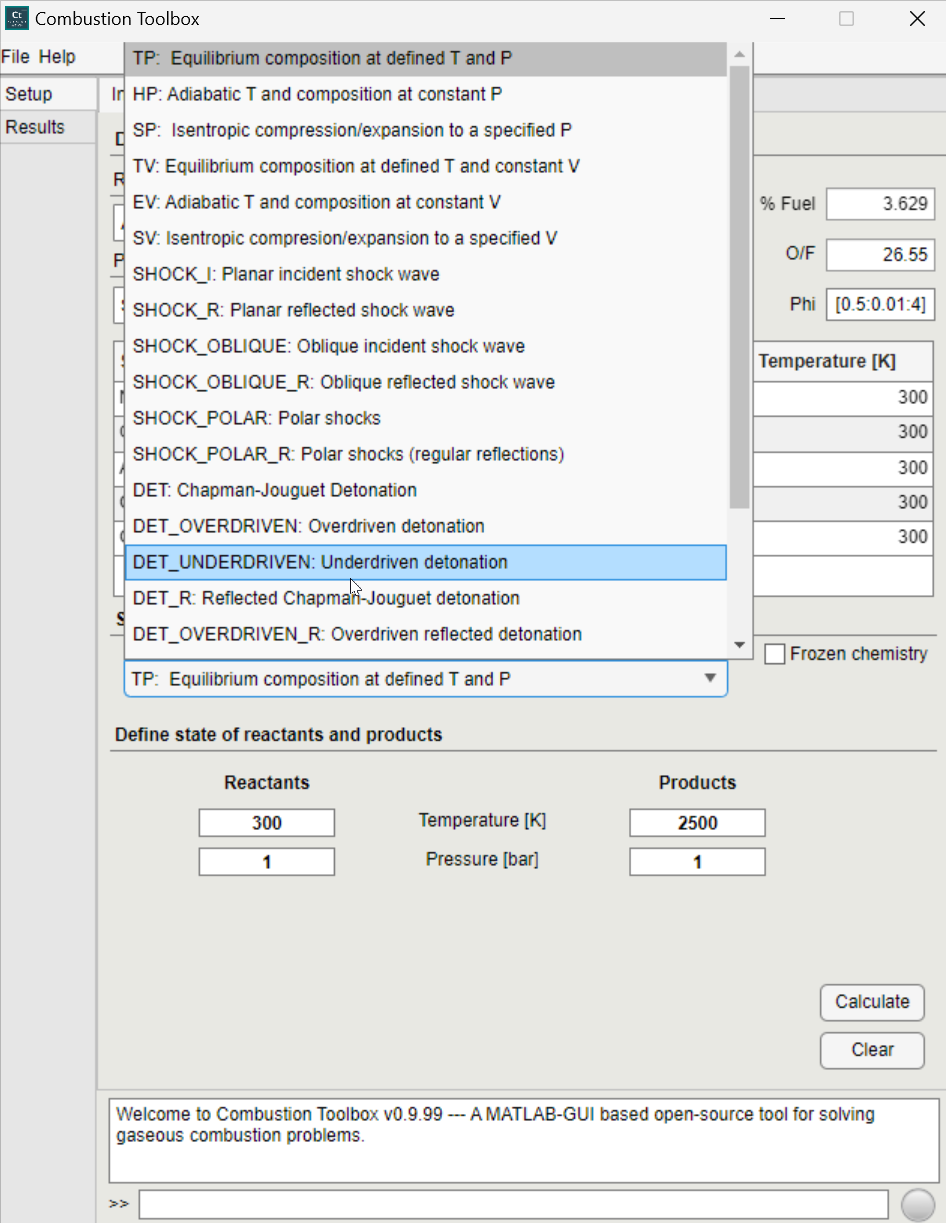 Ct
Combustion Toolbox
File Help
Setup
Results
TP: Equilibrium composition at defined T and P
HP: Adiabatic T and composition at constant P
SP: Isentropic compression/expansion to a specified P
TV: Equilibrium composition at defined T and constant V
EV: Adiabatic T and composition at constant V
SV: Isentropic compresion/expansion to a specified V
SHOCK_I: Planar incident shock wave
SHOCK_R: Planar reflected shock wave
SHOCK_OBLIQUE: Oblique incident shock wave
SHOCK_OBLIQUE_R: Oblique reflected shock wave
SHOCK_POLAR: Polar shocks
SHOCK_POLAR_R: Polar shocks (regular reflections)
DET: Chapman-Jouguet Detonation
DET_OVERDRIVEN: Overdriven detonation
DET_UNDERDRIVEN: Underdriven detonation
DET_R: Reflected Chapman-Jouguet detonation
DET_OVERDRIVEN_R: Overdriven reflected detonation
% Fuel 3.629
O/F 26.55
Phi [0.5:0.01:4]
Temperature [K]
300
300
300
300
300
Frozen chemistry
TP: Equilibrium composition at defined T and P
Define state of reactants and products
Reactants Products
300 Temperature [K] 2500
1 Pressure [bar] 1
Calculate
Clear
Welcome to Combustion Toolbox v0.9.99 --- A MATLAB-GUI based open-source tool for solving
gaseous combustion problems.
>>